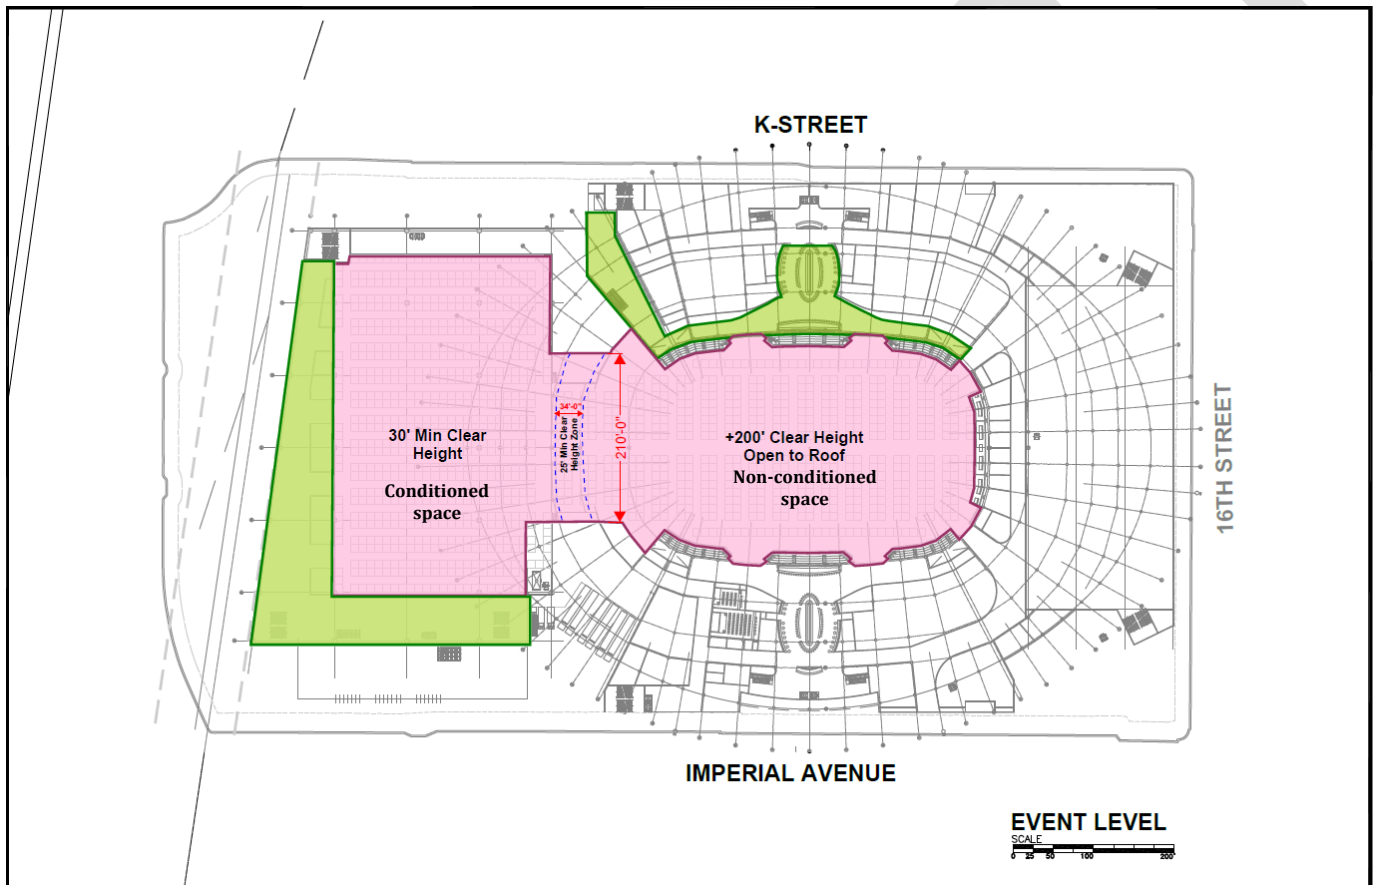 K-STREET
34'-0"
25' Min Clear
Height Zone
210'-0"
30' Min Clear
Height
Conditioned
space
+200' Clear Height
Open to Roof
Non-conditioned
space
16TH STREET
IMPERIAL AVENUE
EVENT LEVEL
SCALE
0 25 50 100 200'